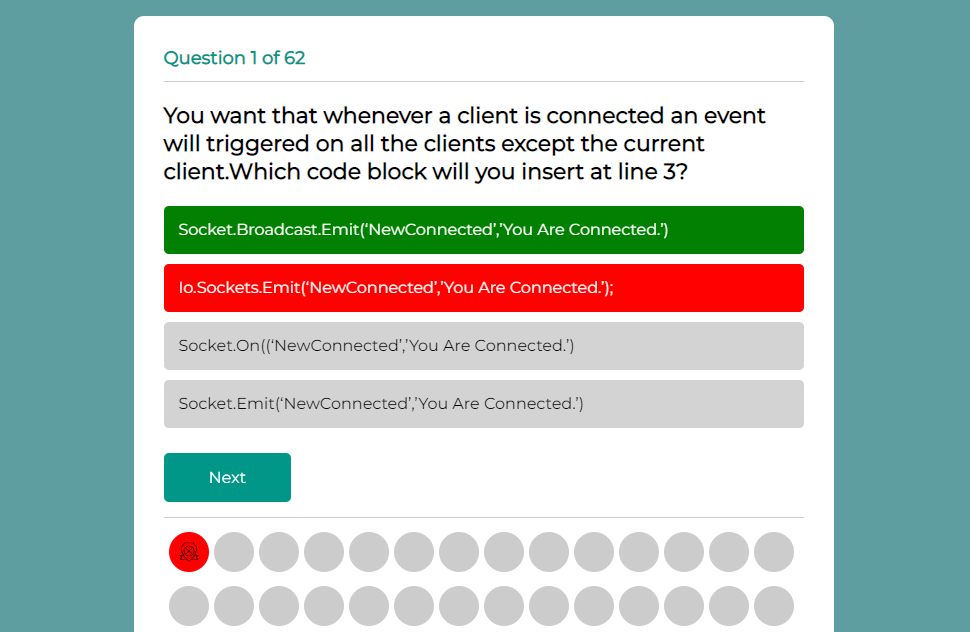 Question 1 of 62
You want that whenever a client is connected an event
will triggered on all the clients except the current
client.Which code block will you insert at line 3?
Socket.Broadcast.Emit(‘NewConnected’,’You Are Connected.’)
Io.Sockets.Emit(‘NewConnected’,’You Are Connected.’);
Socket.On((‘NewConnected’,’You Are Connected.’)
Socket.Emit(‘NewConnected’,’You Are Connected.’)
Next